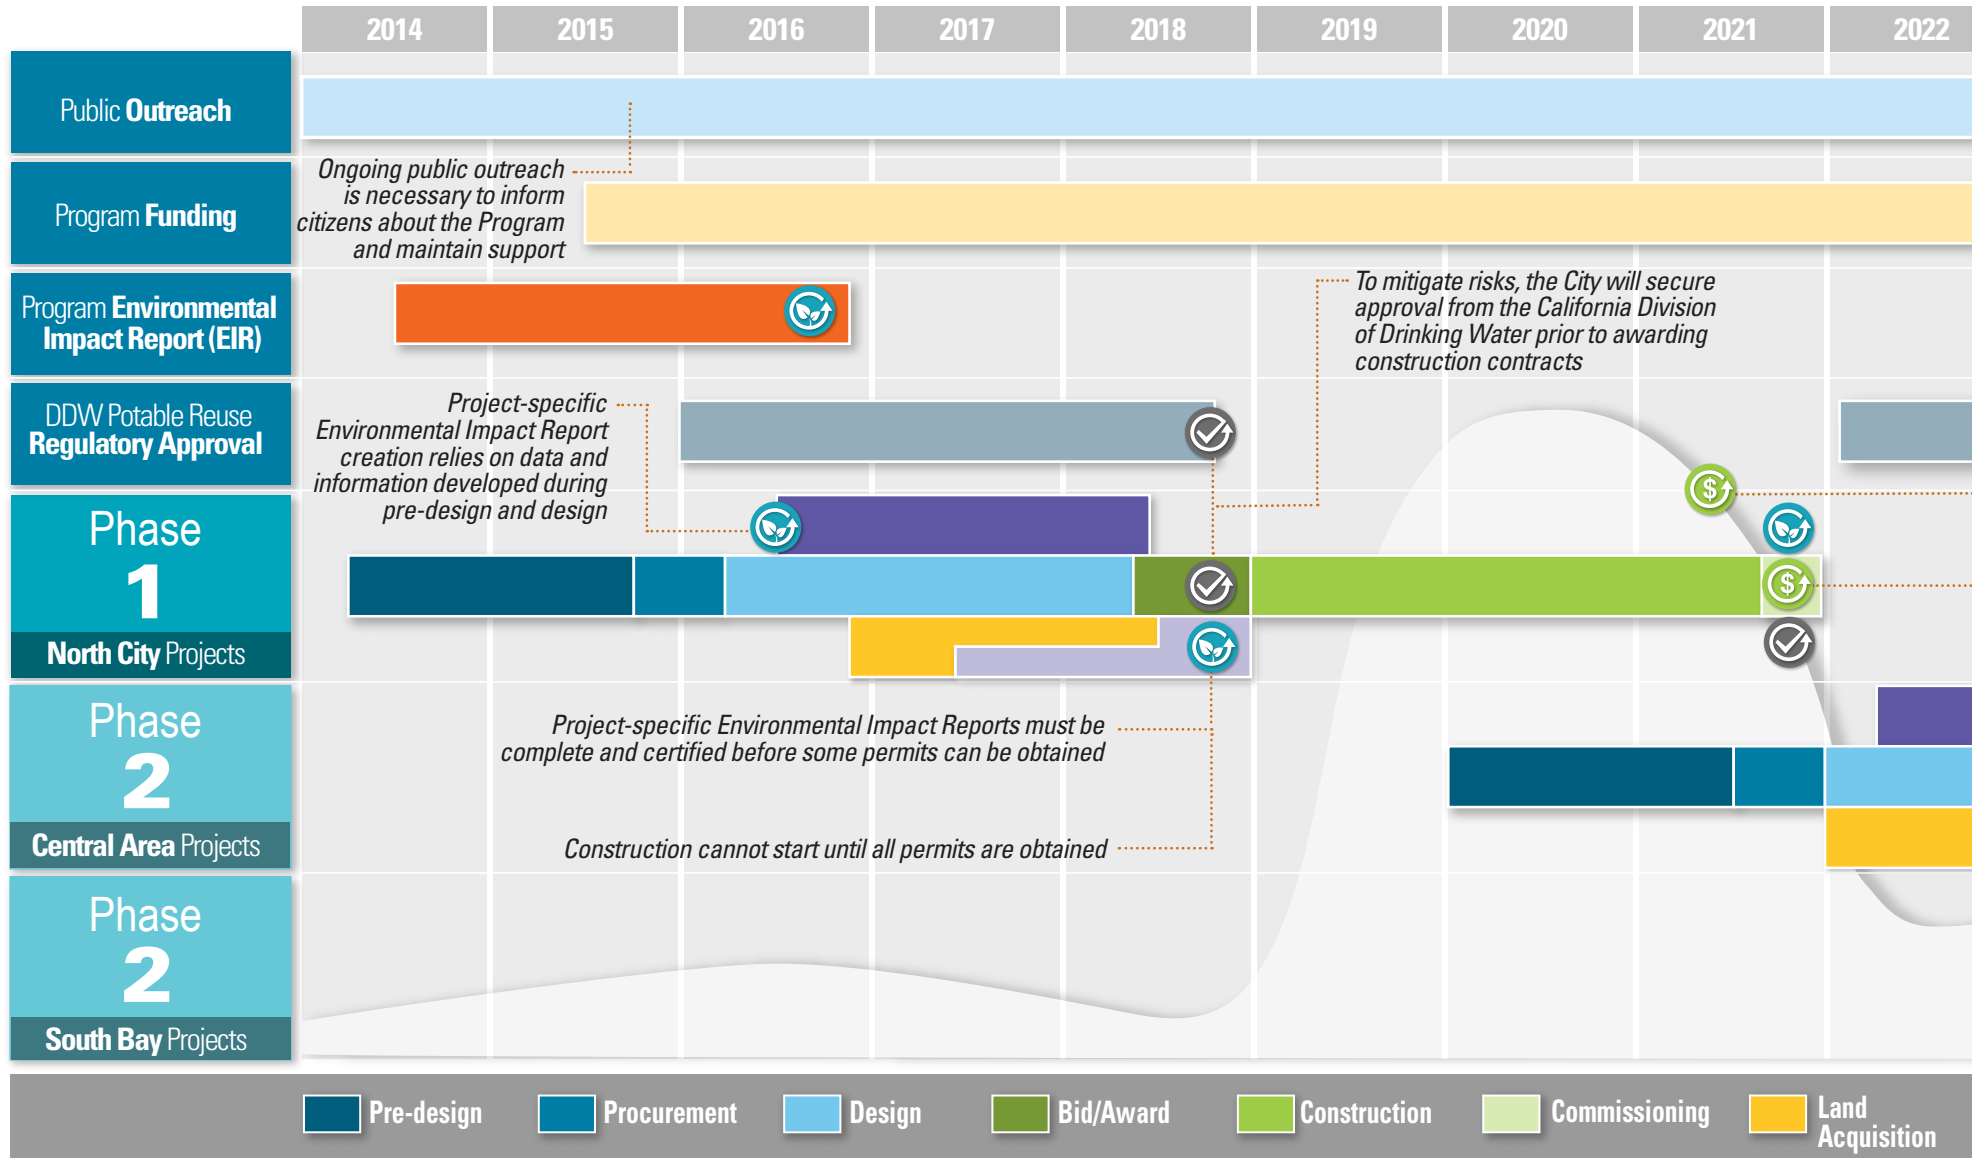 2014 2015 2016 2017 2018 2019 2020 2021 2022
Public Outreach
Ongoing public outreach
is necessary to inform
citizens about the Program
and maintain support
Program Funding
Program Environmental
Impact Report (EIR)
To mitigate risks, the City will secure
approval from the California Division
of Drinking Water prior to awarding
construction contracts
DDW Potable Reuse
Regulatory Approval
Project-specific
Environmental Impact Report
creation relies on data and
information developed during
pre-design and design
$
Phase
1
North City Projects
$
Phase
2
Central Area Projects
Project-specific Environmental Impact Reports must be
complete and certified before some permits can be obtained
Construction cannot start until all permits are obtained
Phase
2
South Bay Projects
Pre-design
Procurement
Design
Bid/Award
Construction
Commissioning
Land
Acquisition